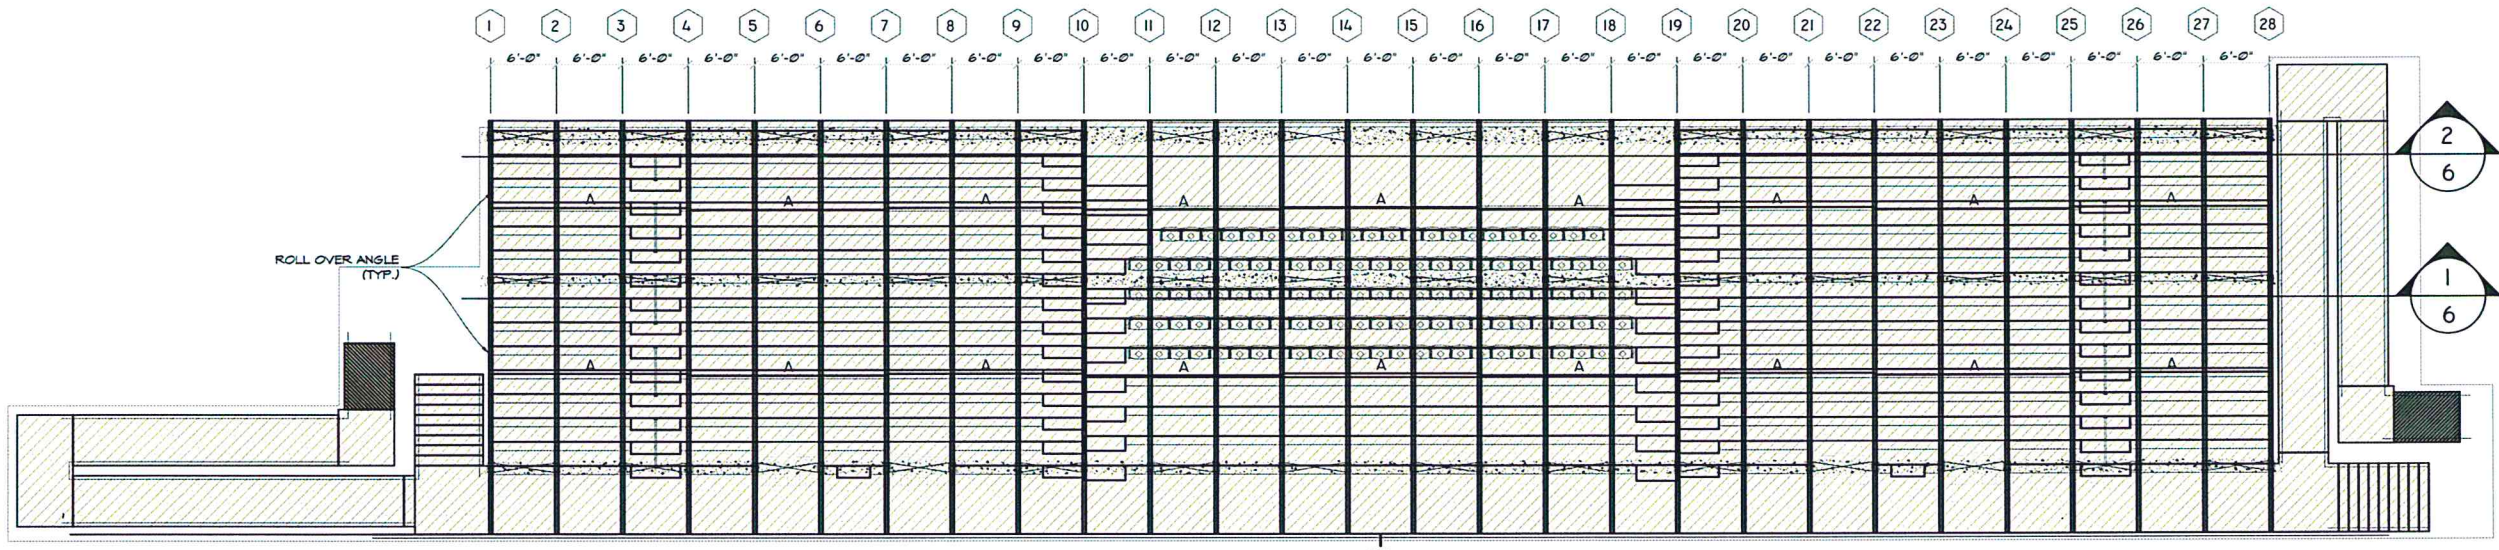 1 2 3 4 5 6 7 8 9 10 11 12 13 14 15 16 17 18 19 20 21 22 23 24 25 26 27 28
6'-0" 6'-0" 6'-0" 6'-0" 6'-0" 6'-0" 6'-0" 6'-0" 6'-0" 6'-0" 6'-0" 6'-0" 6'-0" 6'-0" 6'-0" 6'-0" 6'-0" 6'-0" 6'-0" 6'-0" 6'-0" 6'-0" 6'-0" 6'-0" 6'-0" 6'-0" 6'-0"
2
6
A A A A A A A A A
ROLL OVER ANGLE
(TYP.)
1
6
A A A A A A A A A